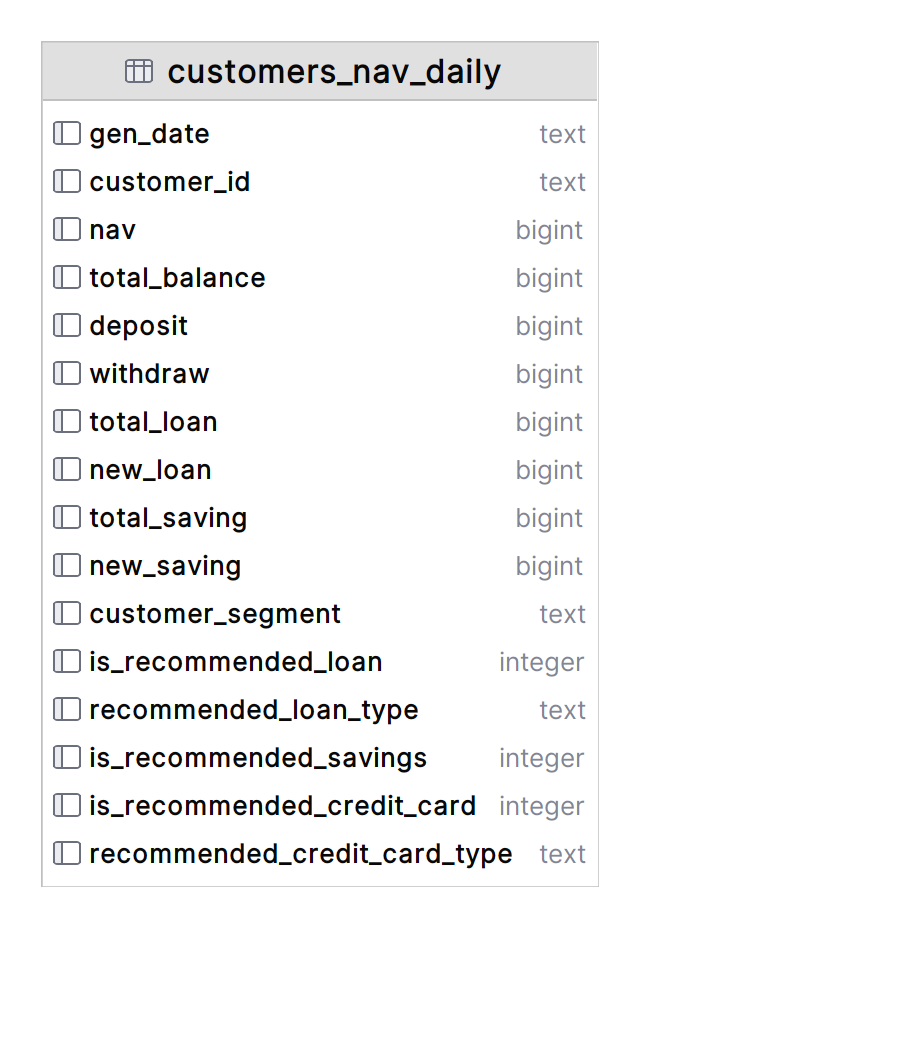 customers_nav_daily
gen_date text
customer_id text
nav bigint
total_balance bigint
deposit bigint
withdraw bigint
total_loan bigint
new_loan bigint
total_saving bigint
new_saving bigint
customer_segment text
is_recommended_loan integer
recommended_loan_type text
is_recommended_savings integer
is_recommended_credit_card integer
recommended_credit_card_type text